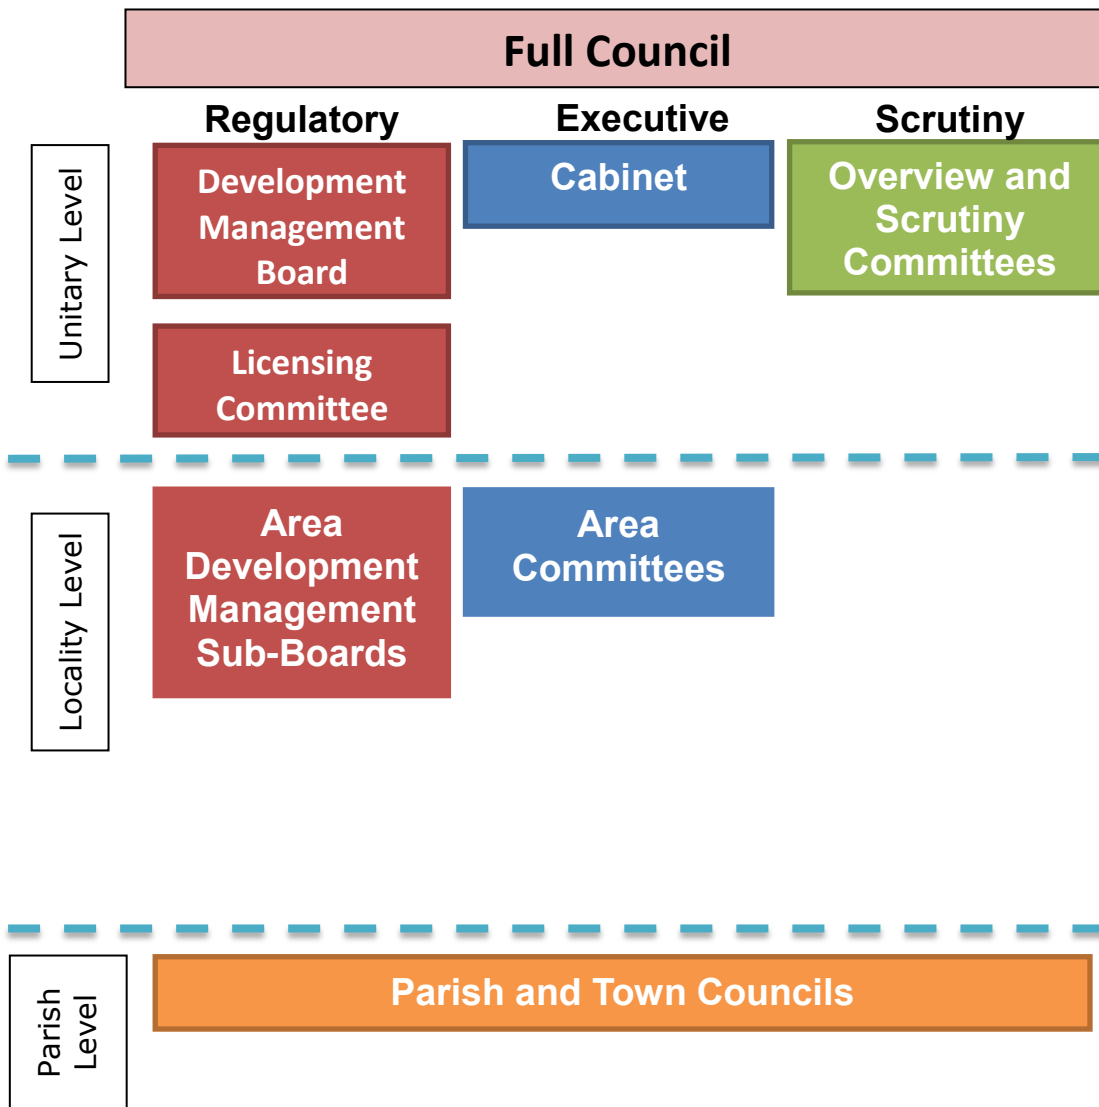 Full Council
Regulatory
Executive
Scrutiny
Unitary Level
Development
Management
Board
Cabinet
Overview and
Scrutiny
Committees
Licensing
Committee
Locality Level
Area
Development
Management
Sub-Boards
Area
Committees
Parish
Level
Parish and Town Councils